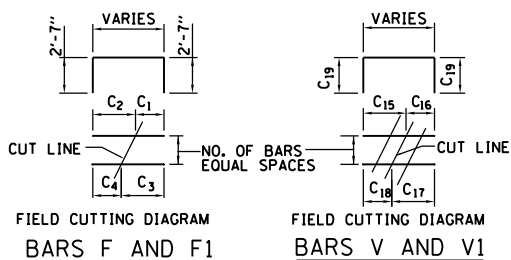 VARIES VARIES
2'-7" 2'-7" C19 C19
C2 C1 C15 C16
CUT LINE NO. OF BARS EQUAL SPACES CUT LINE
C4 C3 C18 C17
FIELD CUTTING DIAGRAM FIELD CUTTING DIAGRAM
BARS F AND F1 BARS V AND V1